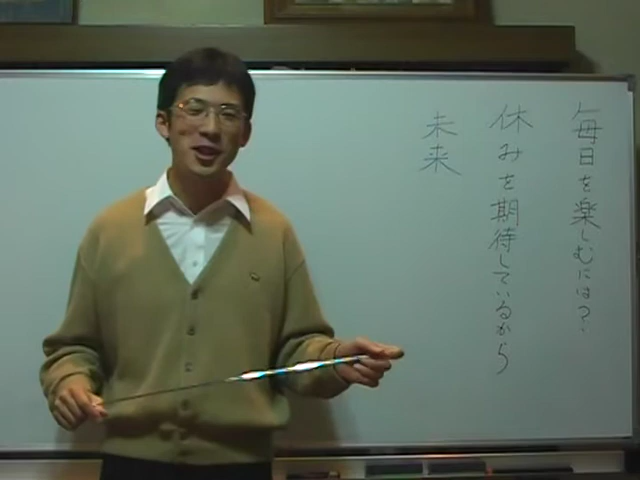 毎日を楽しむには?
休みを期待しているから
未来